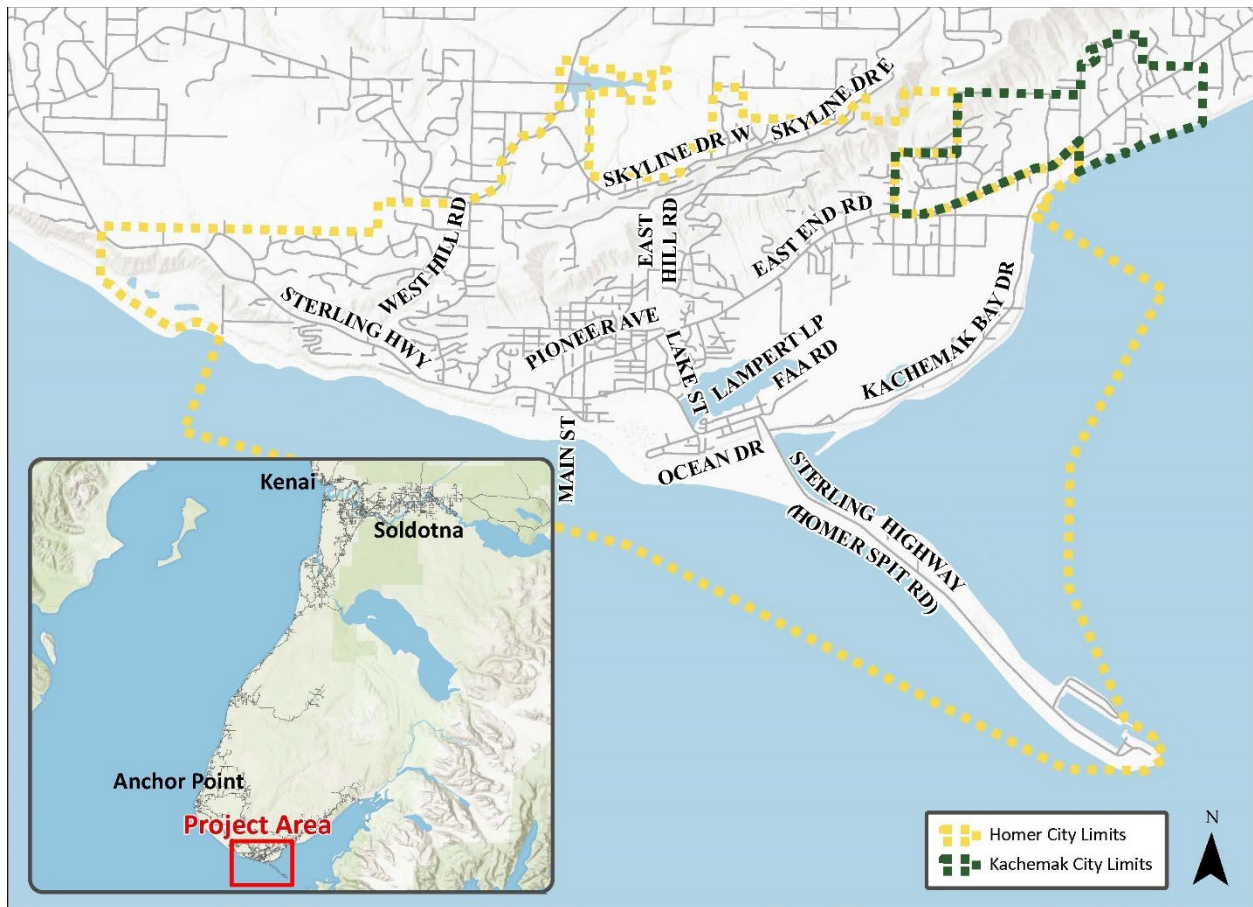 SKYLINE DR E
SKYLINE DR W
WEST HILL RD
EAST
HILL RD
EAST END RD
STERLING HWY
PIONEER AVE
LAKE ST
LAMPERT LP
FAA RD
KACHEMAK BAY DR
MAIN ST
OCEAN DR
STERLING HIGHWAY
(HOMER SPIT RD)
Kenai
Soldotna
Anchor Point
Project Area
Homer City Limits
Kachemak City Limits
N